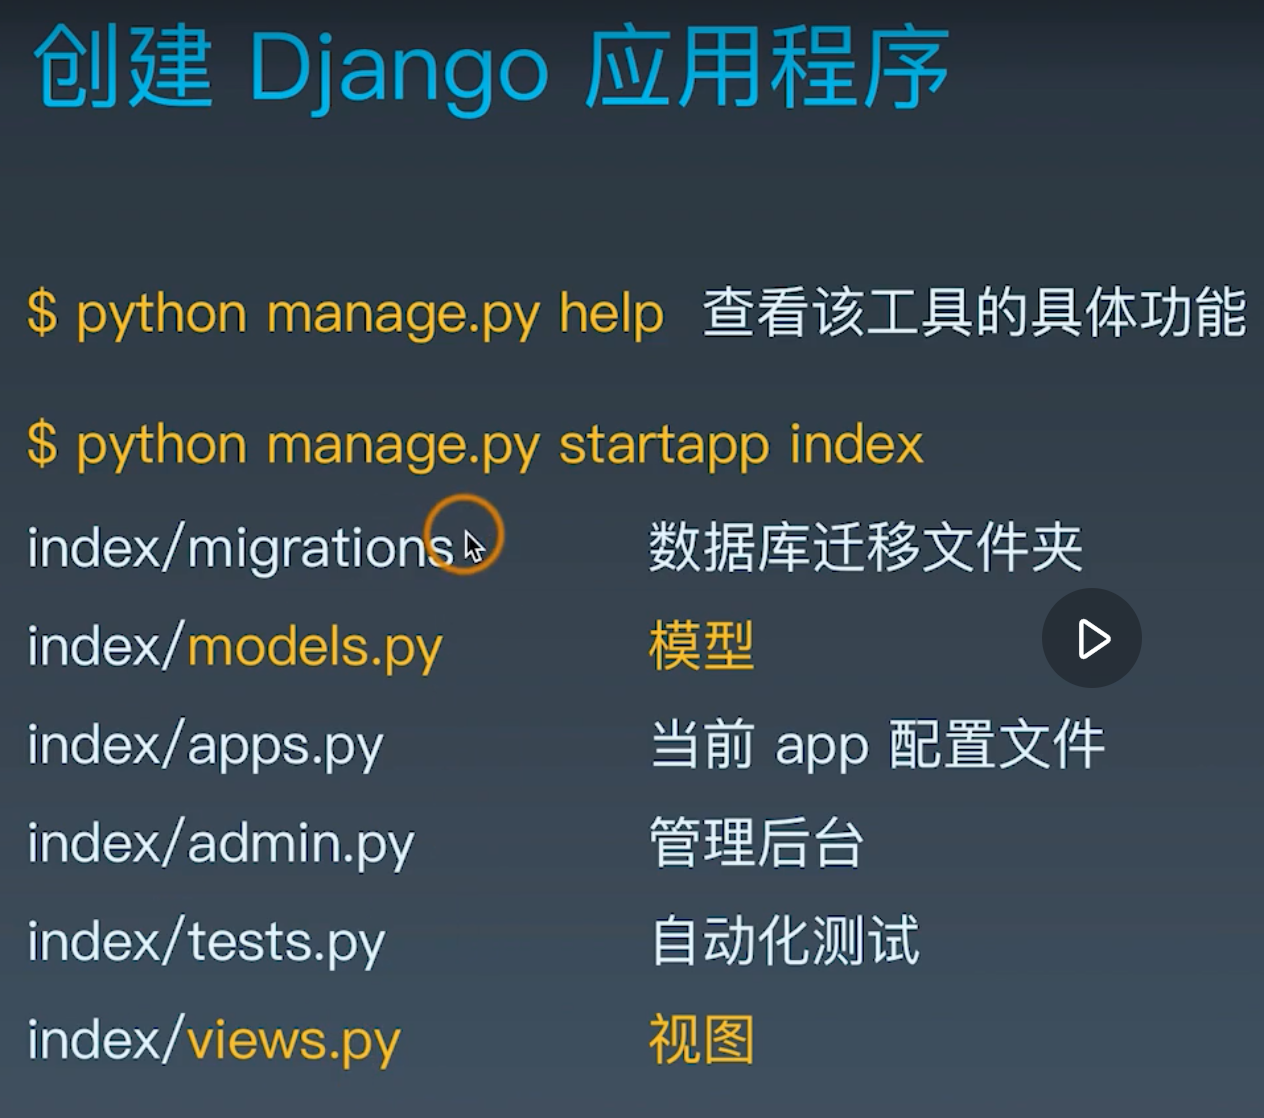 创建 Django 应用程序
$ python manage.py help 查看该工具的具体功能
$ python manage.py startapp index
index/migrations 数据库迁移文件夹
index/models.py 模型
index/apps.py 当前 app 配置文件
index/admin.py 管理后台
index/tests.py 自动化测试
index/views.py 视图